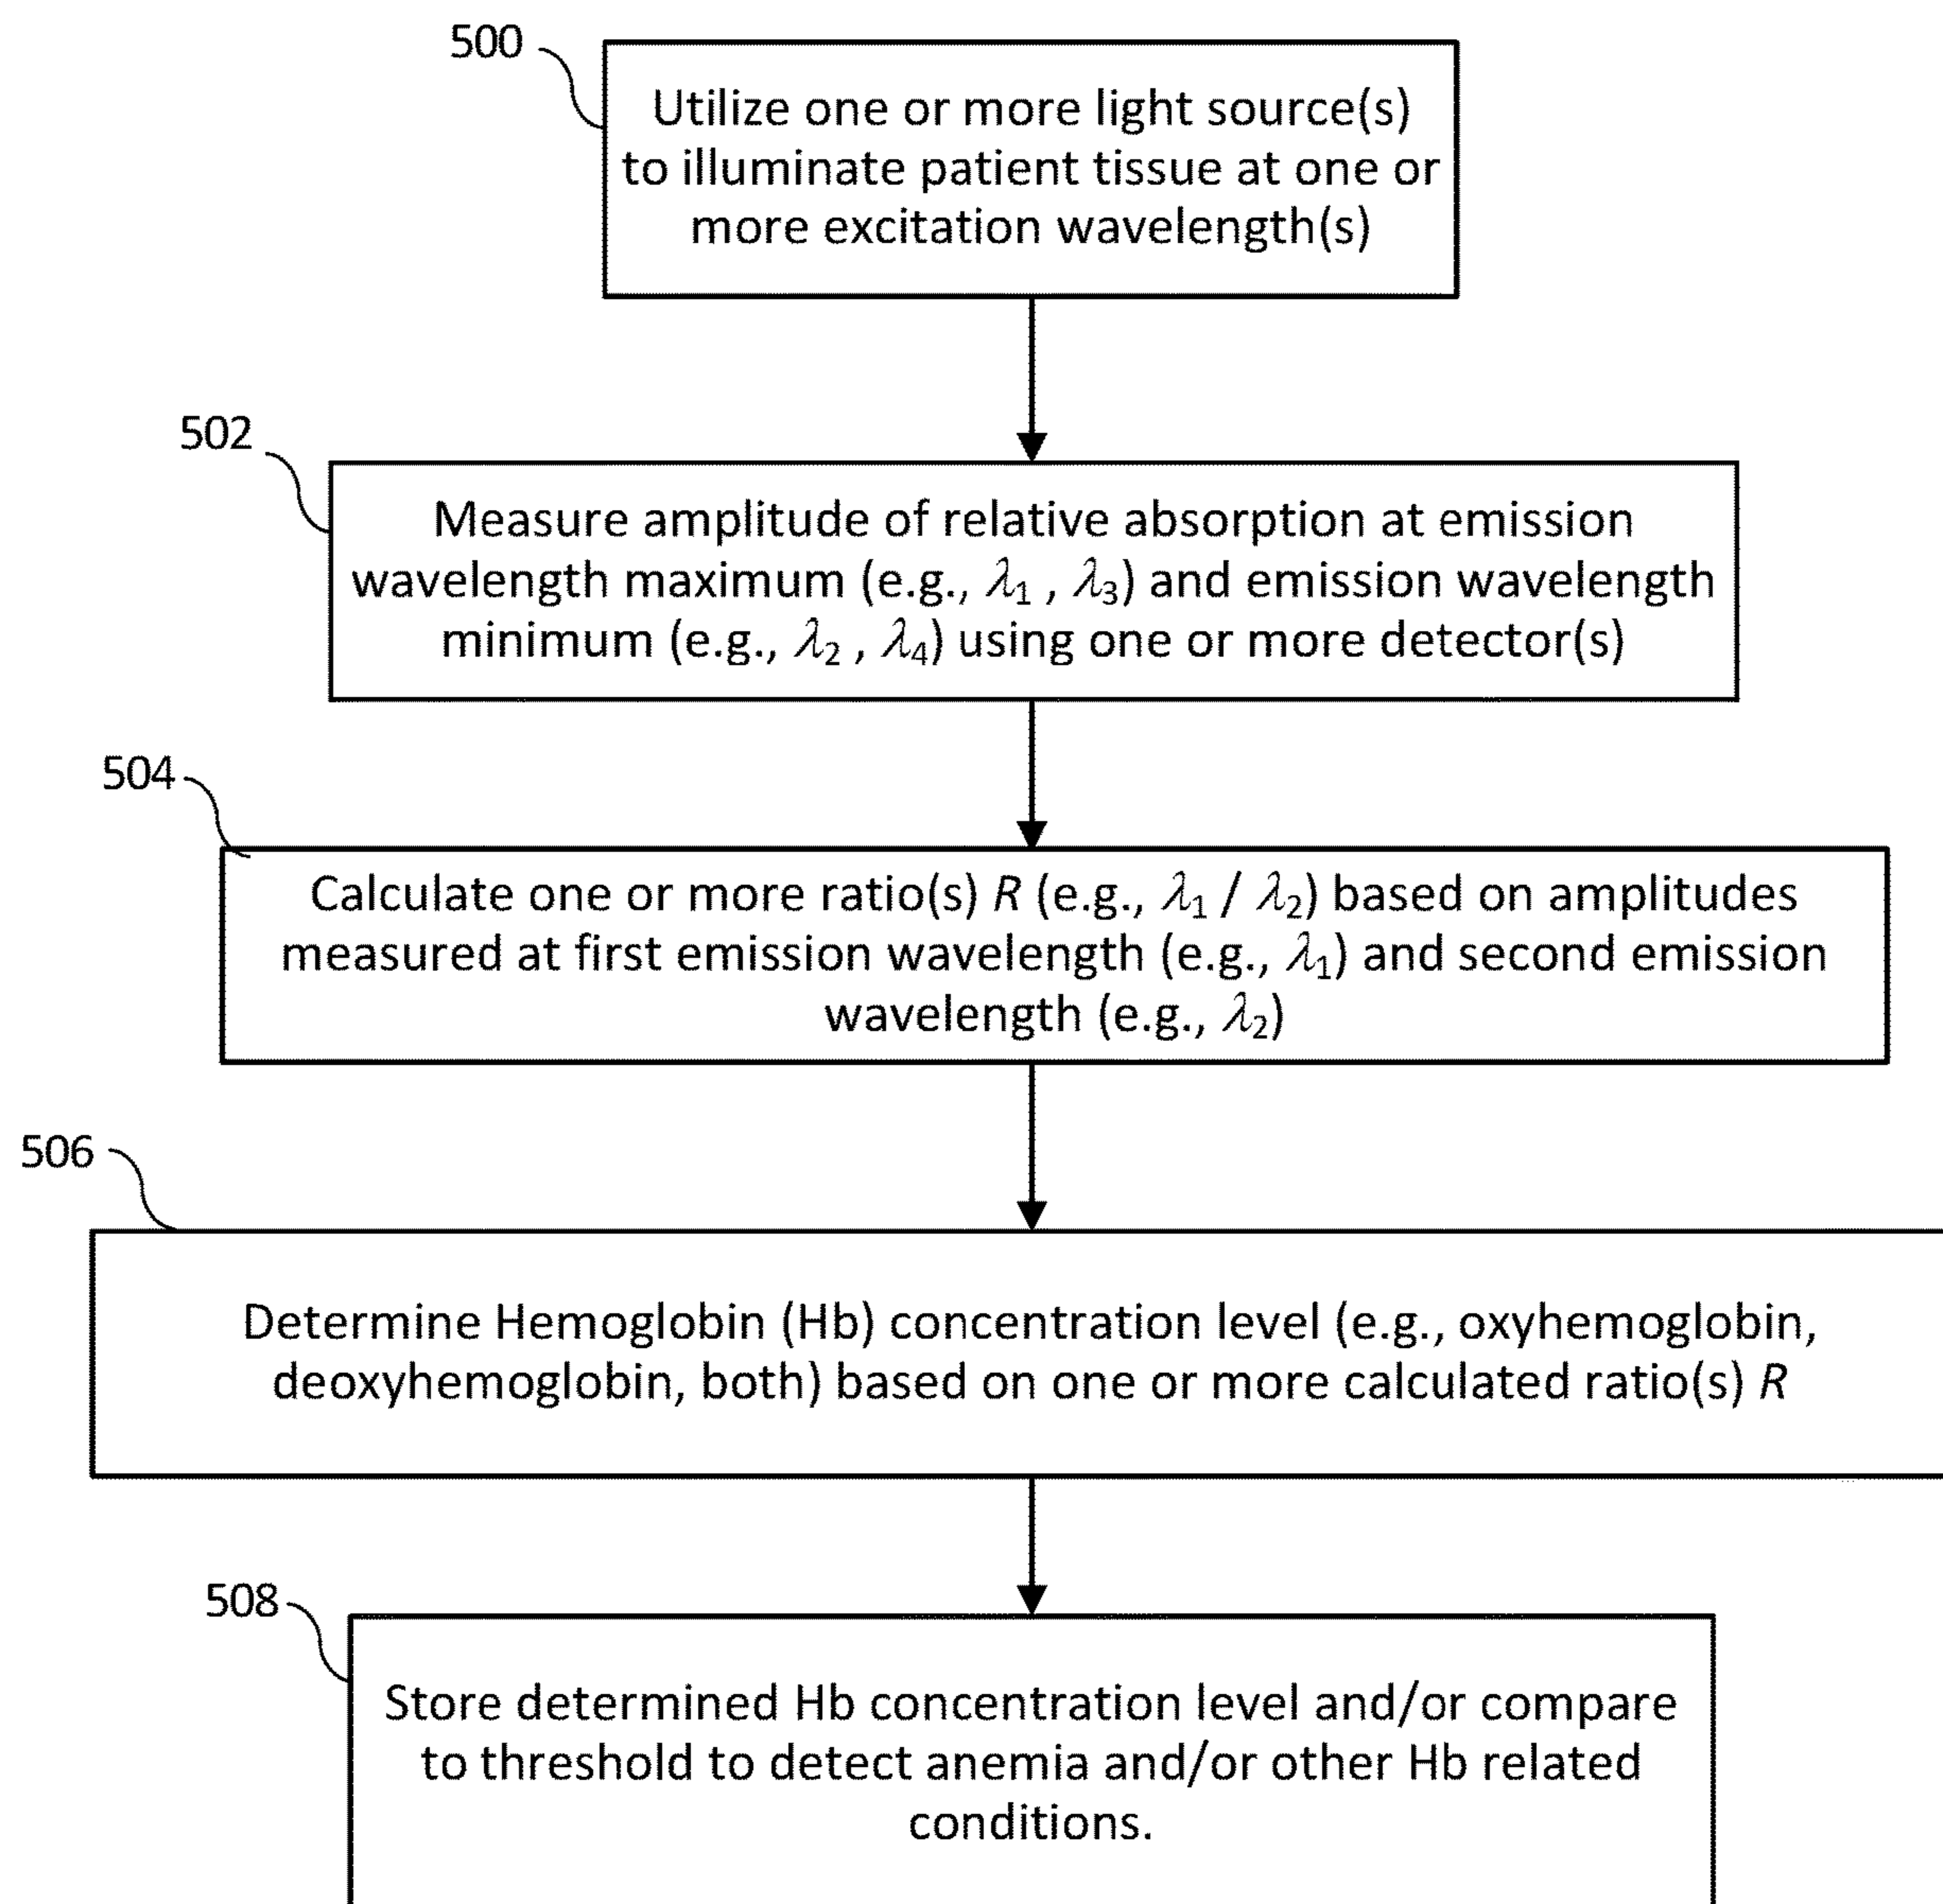 500
Utilize one or more light source(s)
to illuminate patient tissue at one or
more excitation wavelength(s)
502
Measure amplitude of relative absorption at emission
wavelength maximum (e.g., λ₁ , λ₃) and emission wavelength
minimum (e.g., λ₂ , λ₄) using one or more detector(s)
504
Calculate one or more ratio(s) R (e.g., λ₁ / λ₂) based on amplitudes
measured at first emission wavelength (e.g., λ₁) and second emission
wavelength (e.g., λ₂)
506
Determine Hemoglobin (Hb) concentration level (e.g., oxyhemoglobin,
deoxyhemoglobin, both) based on one or more calculated ratio(s) R
508
Store determined Hb concentration level and/or compare
to threshold to detect anemia and/or other Hb related
conditions.